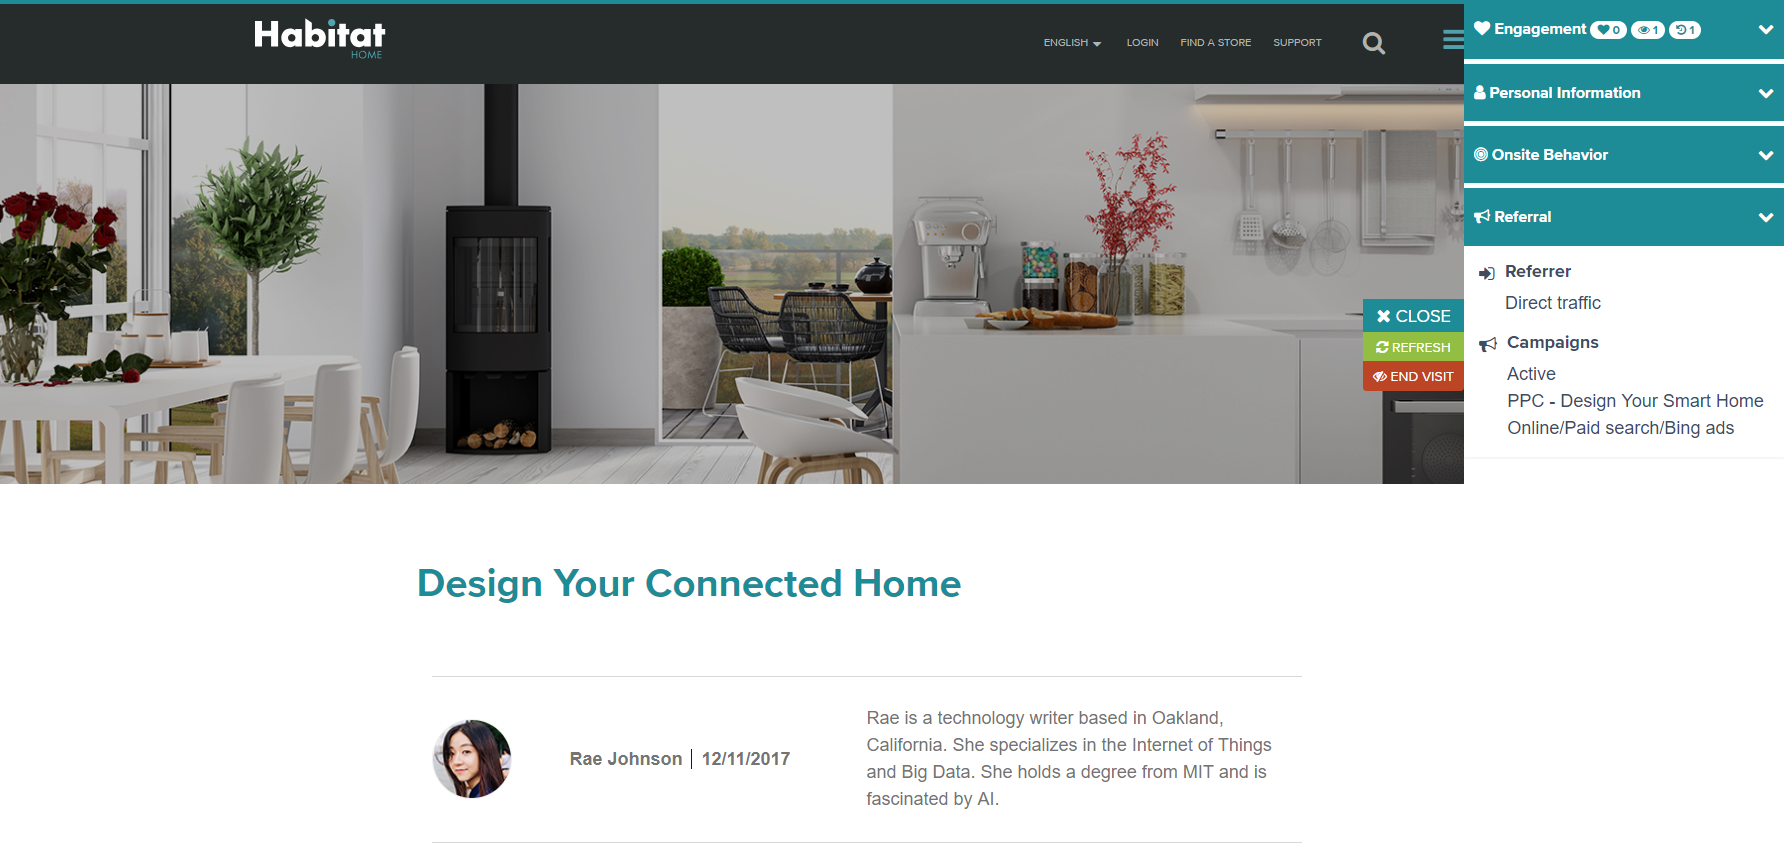 Habitat
HOME
ENGLISH
LOGIN
FIND A STORE
SUPPORT
Engagement 0 1 1
Personal Information
Onsite Behavior
Referral
Referrer
Direct traffic
Campaigns
Active
PPC - Design Your Smart Home
Online/Paid search/Bing ads
CLOSE
REFRESH
END VISIT
Design Your Connected Home
Rae Johnson | 12/11/2017
Rae is a technology writer based in Oakland,
California. She specializes in the Internet of Things
and Big Data. She holds a degree from MIT and is
fascinated by AI.